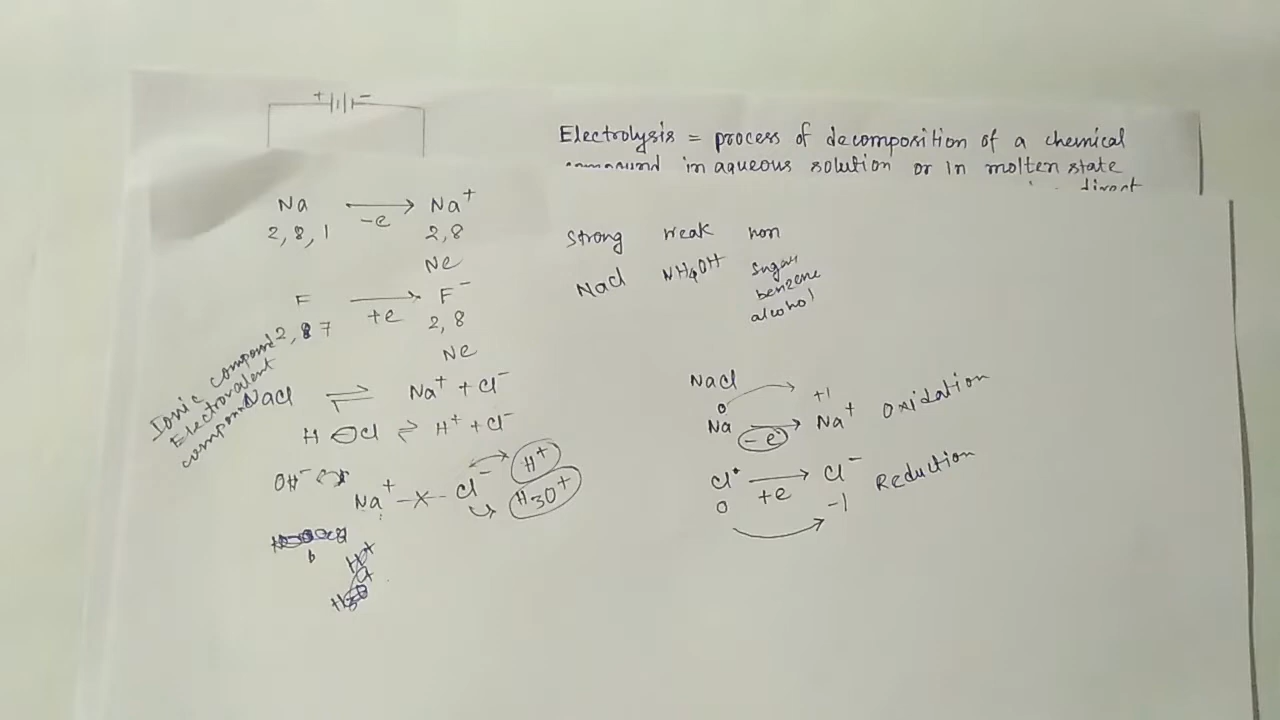 + -
Electrolysis = process of decomposition of a chemical
in aqueous solution or in molten state
Na → Na⁺
-e
2, 8, 1 2, 8
Ne
F → F⁻
+e
2, 7 2, 8
Ne
Ionic compound
Electrovalent
compound
NaCl ⇌ Na⁺ + Cl⁻
H Cl ⇌ H⁺ + Cl⁻
OH⁻
Na⁺ -X- Cl⁻ H⁺
H3O⁺
Strong weak non
NaCl NH4OH sugar
benzene
alcohol
NaCl
0 +1
Na → Na⁺ Oxidation
-e
Cl → Cl⁻ Reduction
+e
0 -1